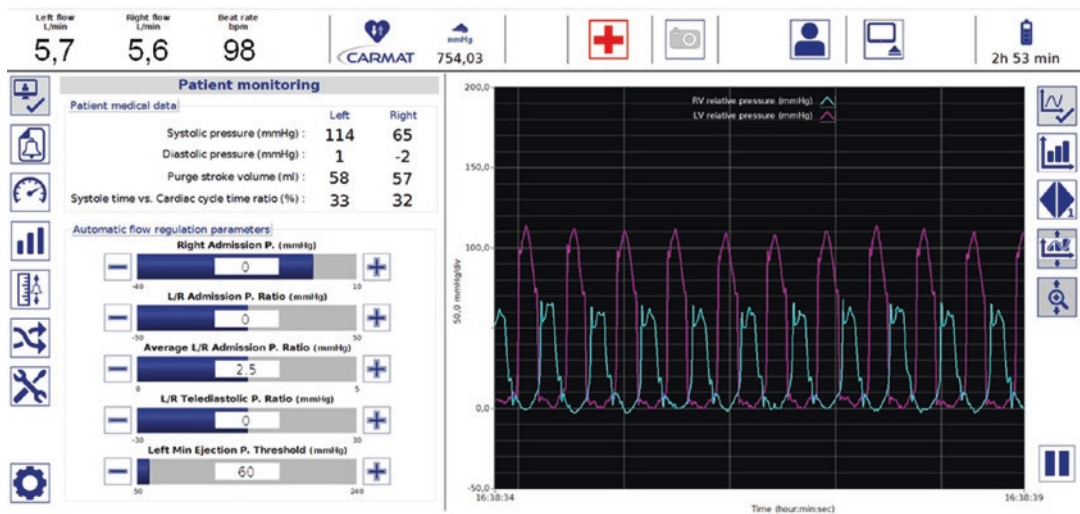 Left flow L/min
Right flow L/min
Beat rate bpm
5,7
5,6
98
CARMAT
mmHg
754,03
2h 53 min
Patient monitoring
Patient medical data
Left Right
Systolic pressure (mmHg) : 114 65
Diastolic pressure (mmHg) : 1 -2
Purge stroke volume (ml) : 58 57
Systole time vs. Cardiac cycle time ratio (%) : 33 32
Automatic flow regulation parameters
Right Admission P. (mmHg)
0
-40 10
L/R Admission P. Ratio (mmHg)
0
-50 50
Average L/R Admission P. Ratio (mmHg)
2,5
0 5
L/R Telediastolic P. Ratio (mmHg)
0
-30 30
Left Min Ejection P. Threshold (mmHg)
60
50 240
RV relative pressure (mmHg)
LV relative pressure (mmHg)
200,0
150,0
100,0
50,0 mmHg/div
0,0
-50,0
16:38:34
16:38:39
Time (hour:min:sec)
1